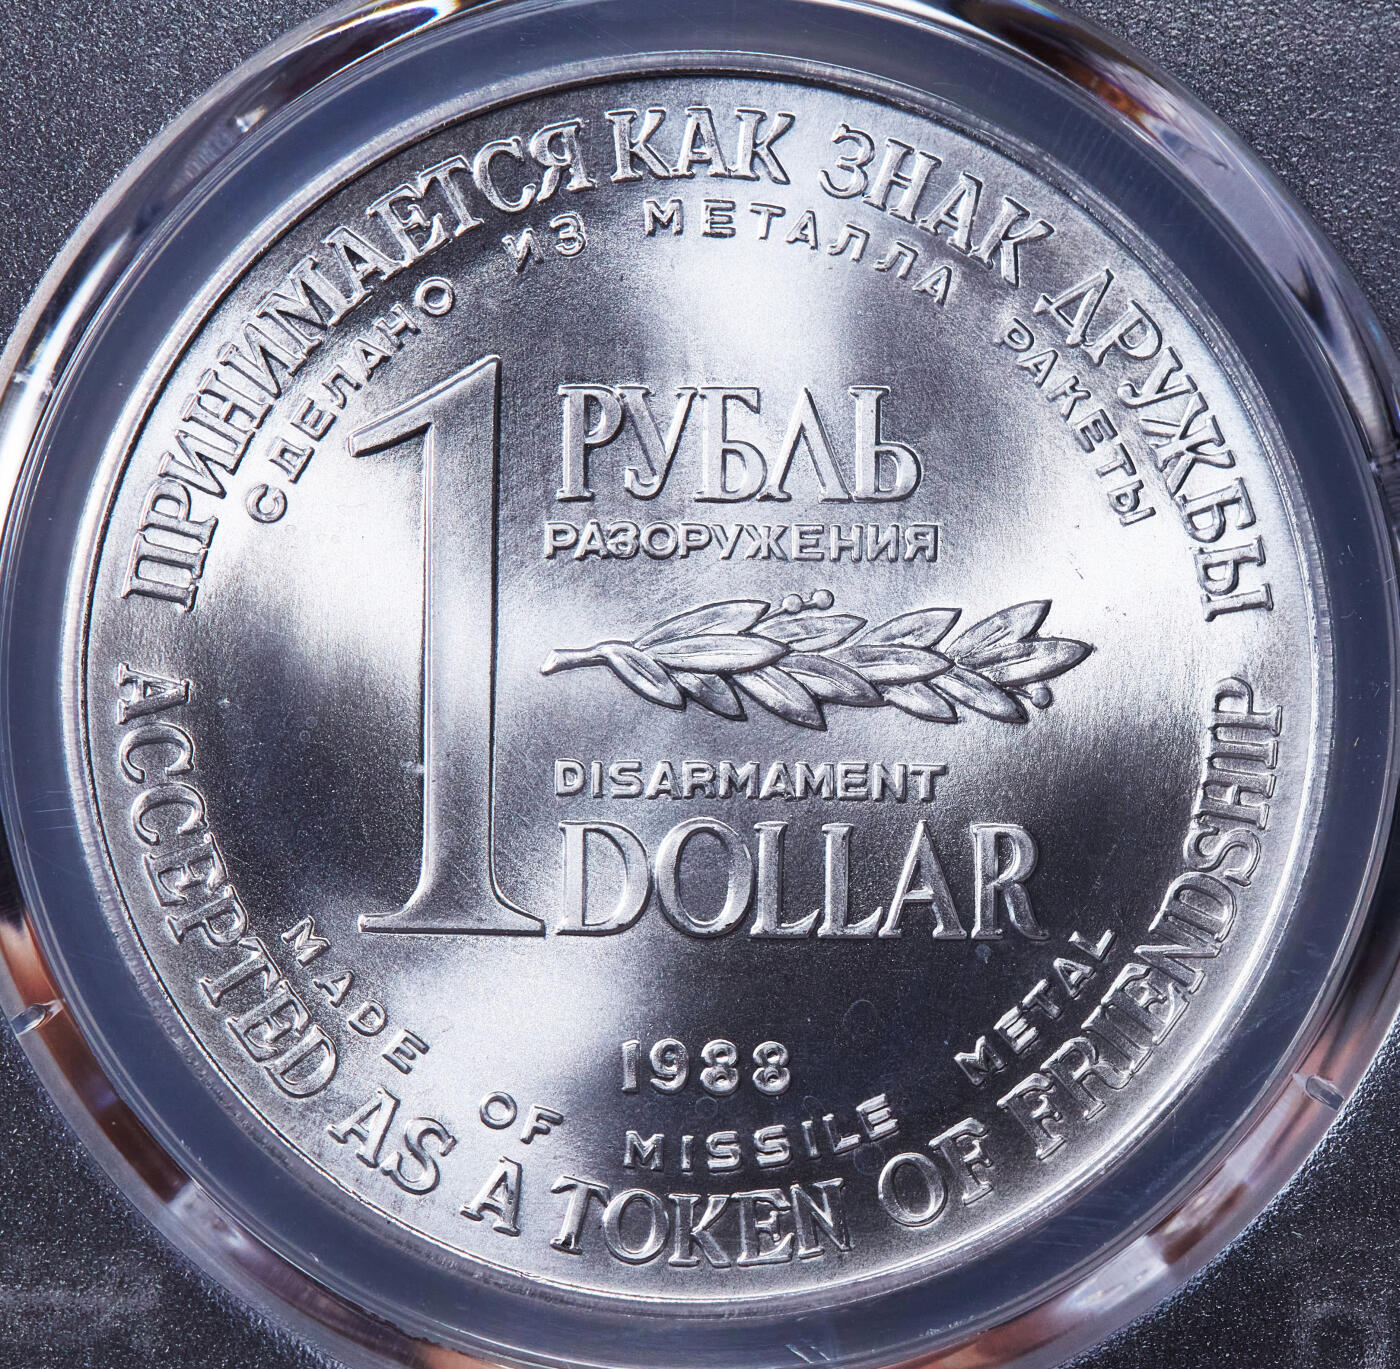 ПРИНИМАЕТСЯ КАК ЗНАК ДРУЖБЫ
СДЕЛАНО ИЗ МЕТАЛЛА РАКЕТЫ
1 РУБЛЬ
РАЗОРУЖЕНИЯ
DISARMAMENT
DOLLAR
1988
MADE OF MISSILE METAL
ACCEPTED AS A TOKEN OF FRIENDSHIP